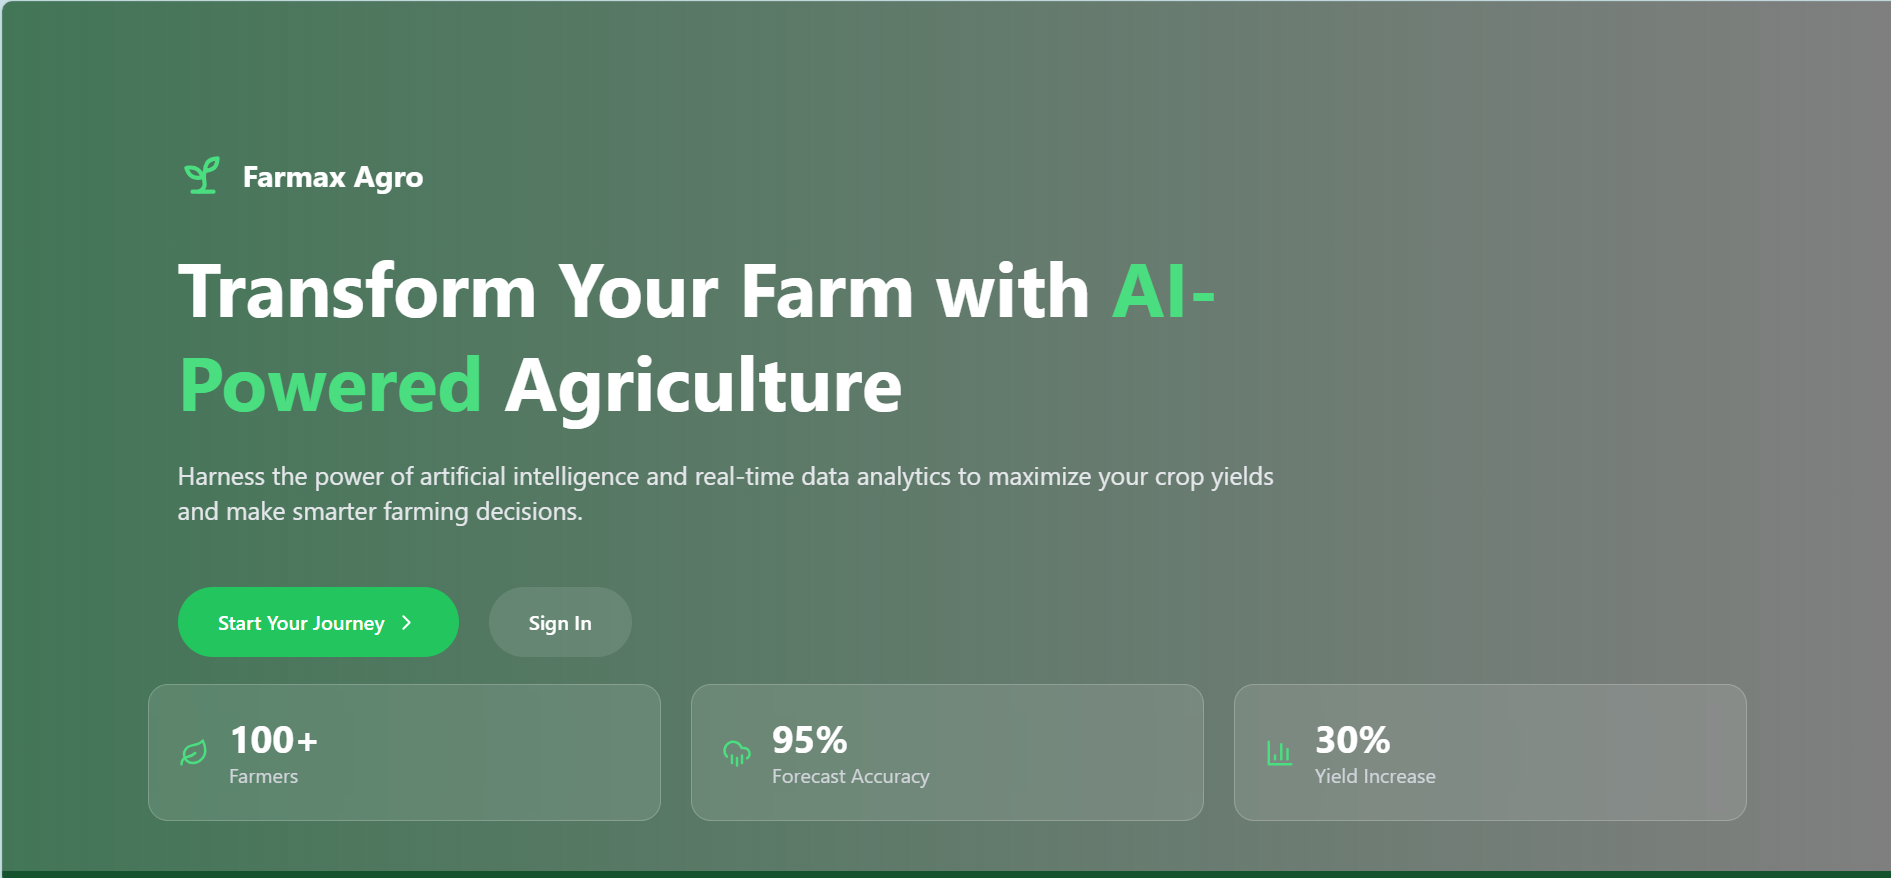 Farmax Agro
Transform Your Farm with AI-
Powered Agriculture
Harness the power of artificial intelligence and real-time data analytics to maximize your crop yields
and make smarter farming decisions.
Start Your Journey
Sign In
100+
Farmers
95%
Forecast Accuracy
30%
Yield Increase